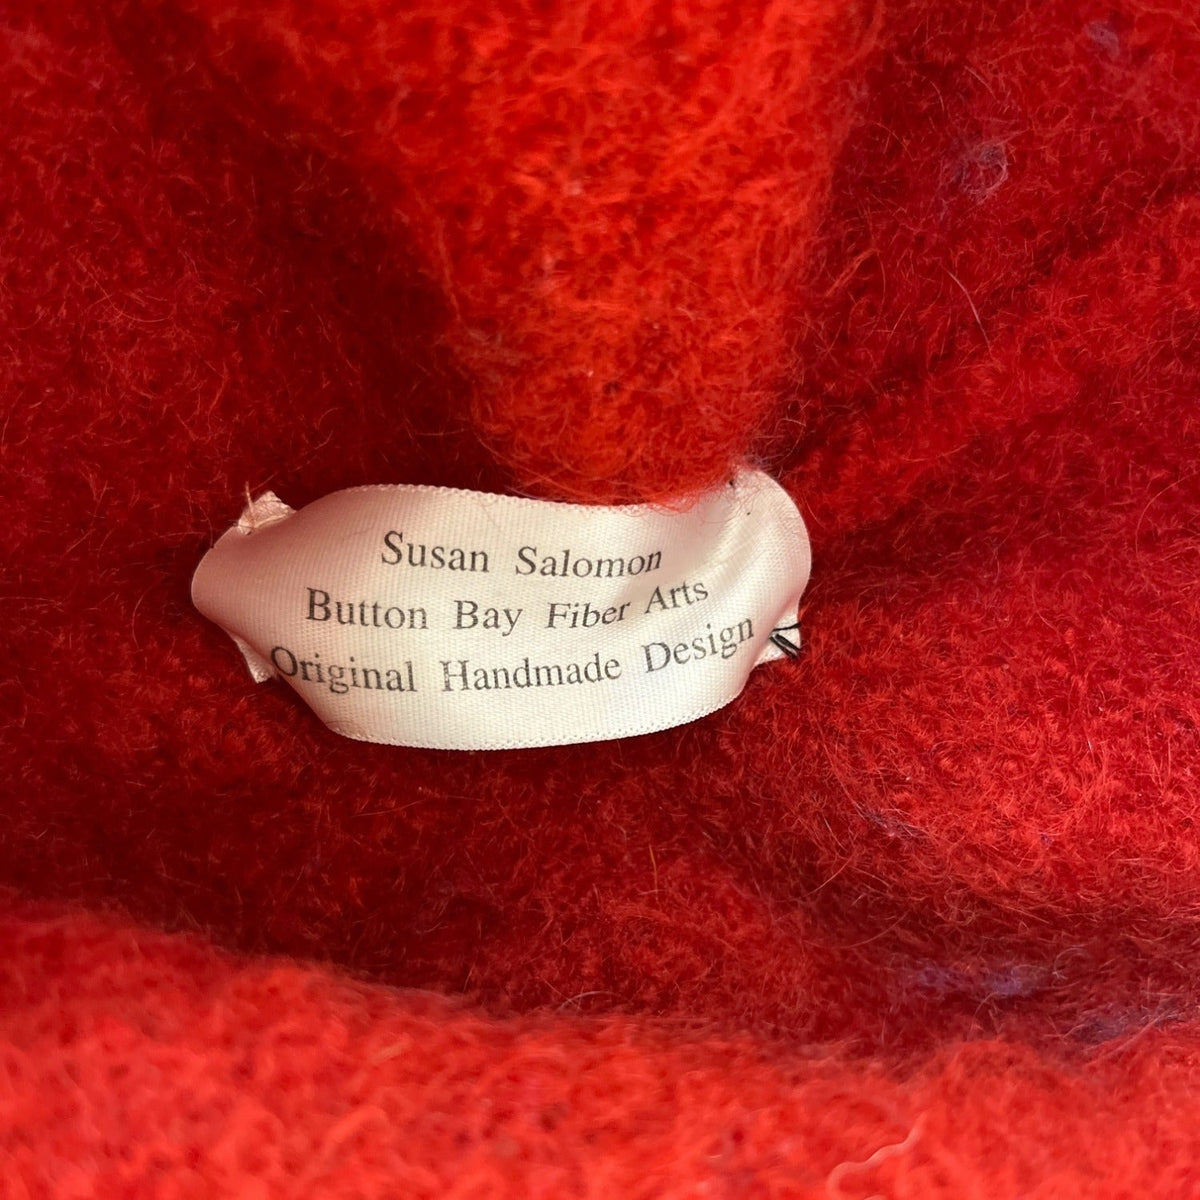 Susan Salomon
Button Bay Fiber Arts
Original Handmade Design